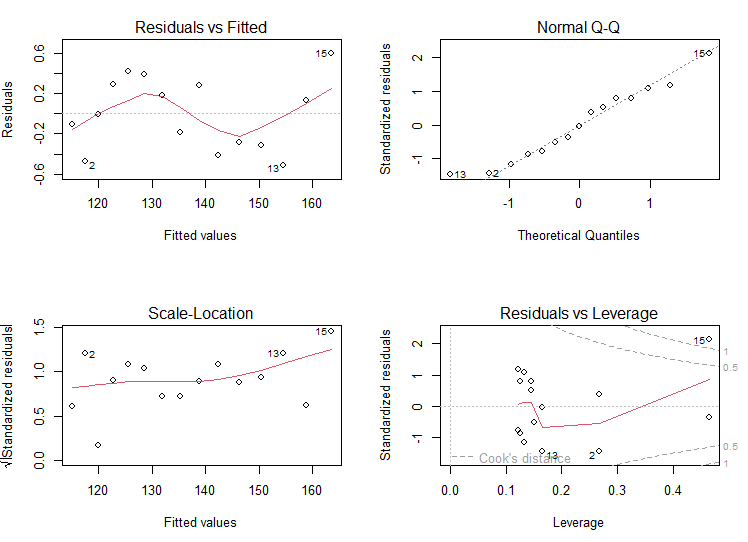 Residuals vs Fitted
Residuals
-0.6 -0.2 0.2 0.6
15
2
13
120 130 140 150 160
Fitted values
Normal Q-Q
Standardized residuals
-1 0 1 2
15
13
2
-1 0 1
Theoretical Quantiles
Scale-Location
√|Standardized residuals|
0.0 0.5 1.0 1.5
15
2
13
120 130 140 150 160
Fitted values
Residuals vs Leverage
Standardized residuals
-1 0 1 2
15
1
0.5
0.5
1
13
2
Cook's distance
0.0 0.1 0.2 0.3 0.4
Leverage